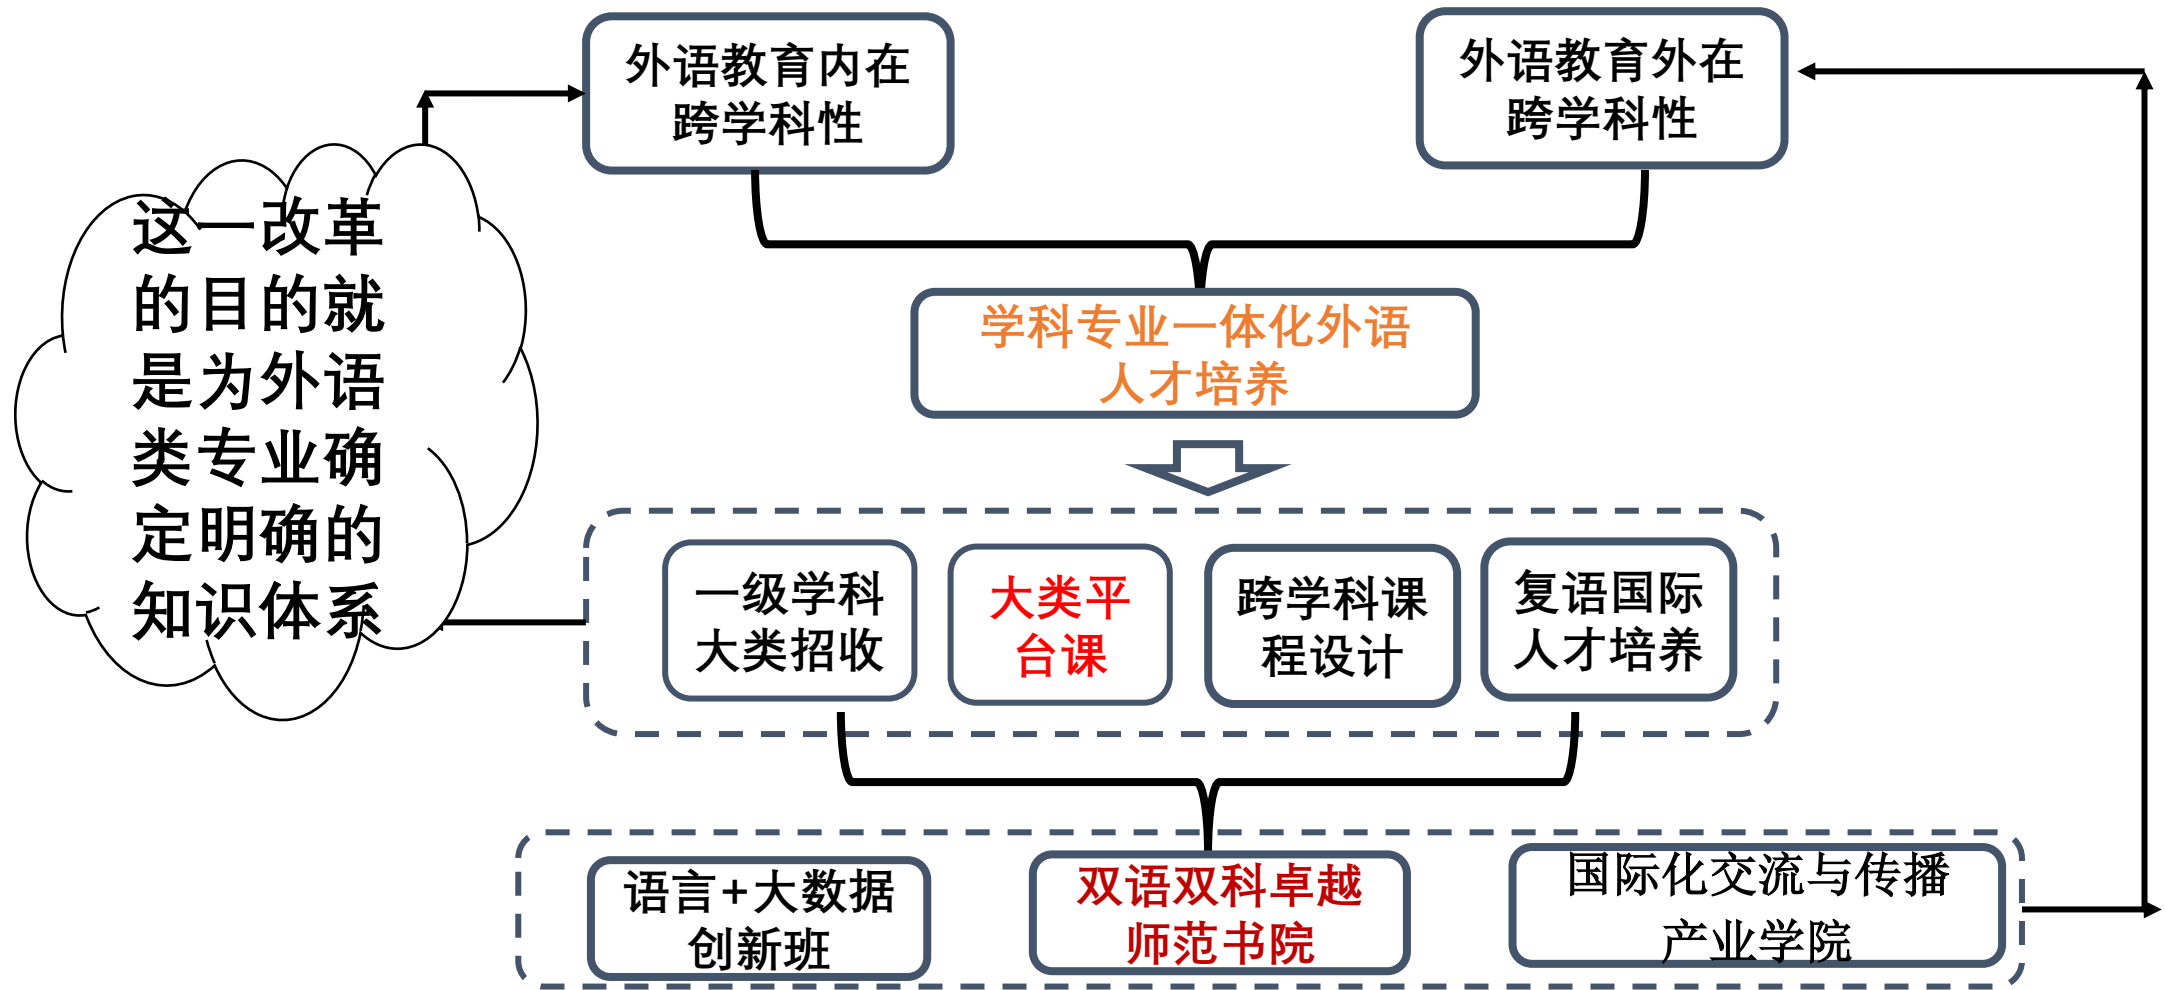 外语教育内在
跨学科性
外语教育外在
跨学科性
这一改革
的目的就
是为外语
类专业确
定明确的
知识体系
学科专业一体化外语
人才培养
一级学科
大类招收
大类平
台课
跨学科课
程设计
复语国际
人才培养
语言+大数据
创新班
双语双科卓越
师范书院
国际化交流与传播
产业学院